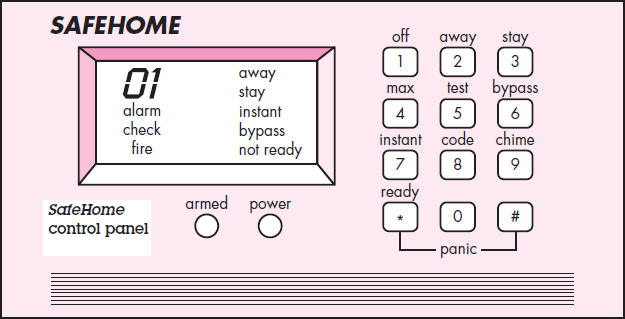 SAFEHOME
01
alarm
check
fire
away
stay
instant
bypass
not ready
SafeHome
control panel
armed power
off away stay
1 2 3
max test bypass
4 5 6
instant code chime
7 8 9
ready
* 0 #
panic